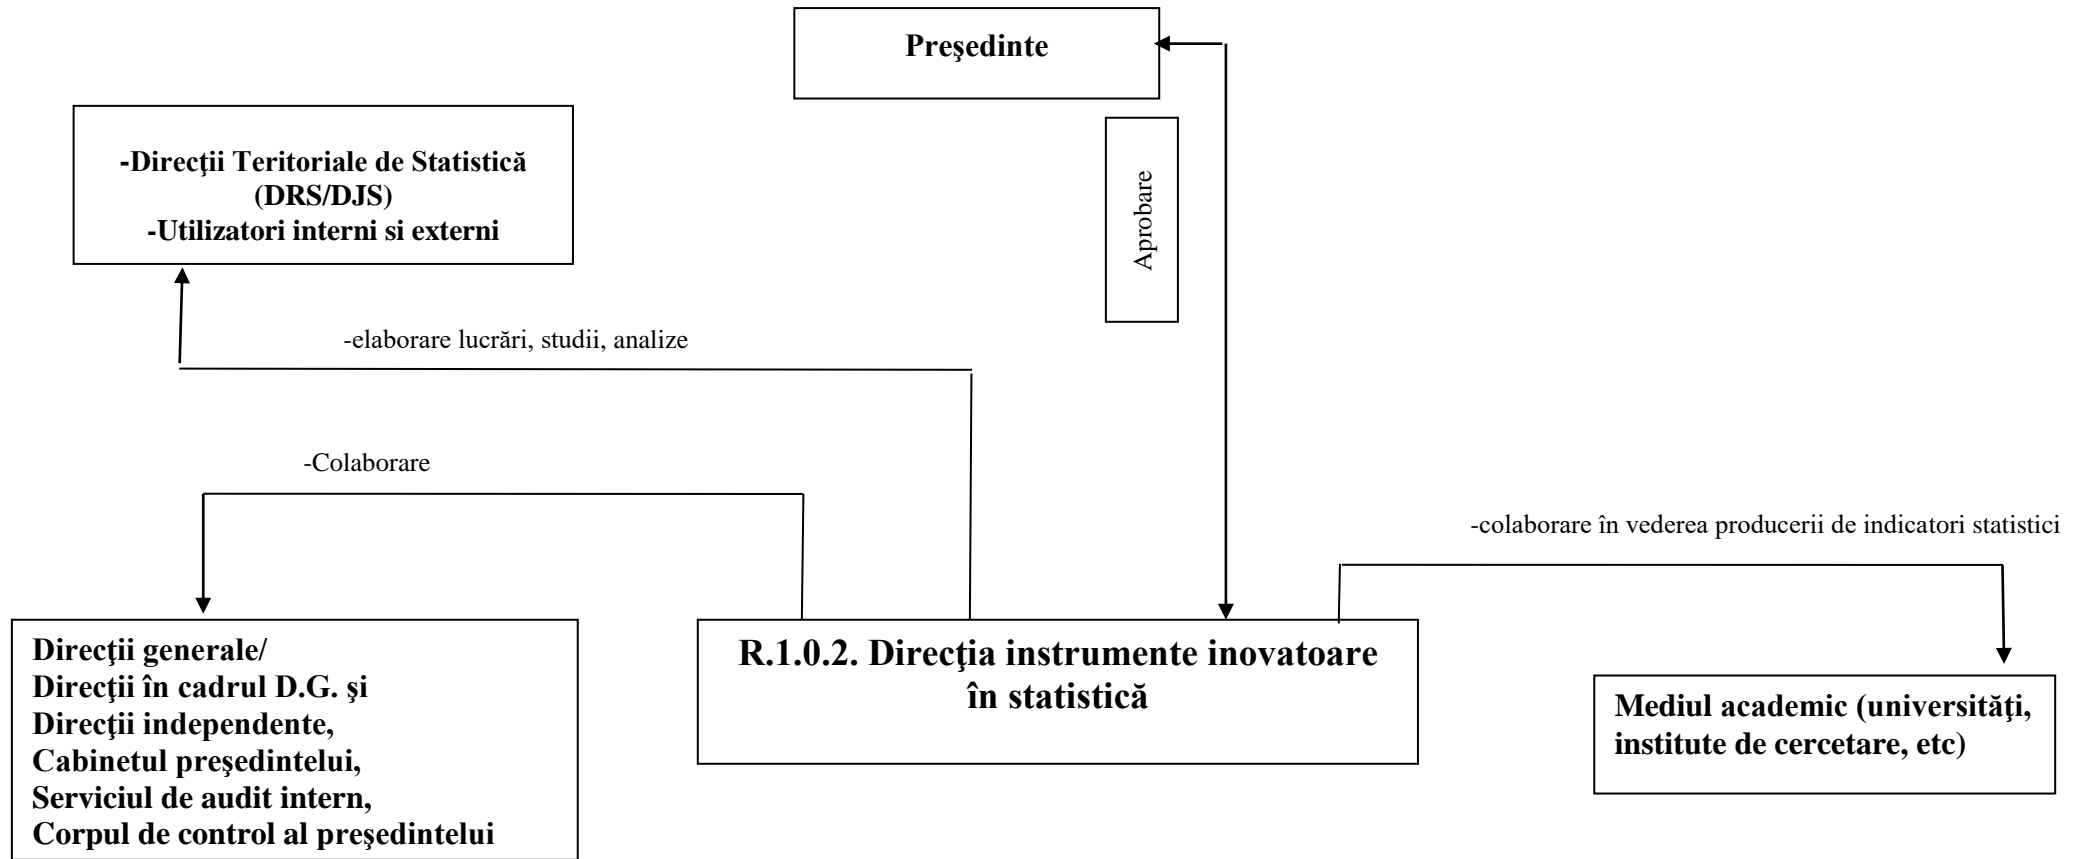 Preşedinte
-Direcţii Teritoriale de Statistică
(DRS/DJS)
-Utilizatori interni si externi
Aprobare
-elaborare lucrări, studii, analize
-Colaborare
-colaborare în vederea producerii de indicatori statistici
Direcţii generale/
Direcţii în cadrul D.G. şi
Direcţii independente,
Cabinetul preşedintelui,
Serviciul de audit intern,
Corpul de control al preşedintelui
R.1.0.2. Direcţia instrumente inovatoare
în statistică
Mediul academic (universităţi,
institute de cercetare, etc)